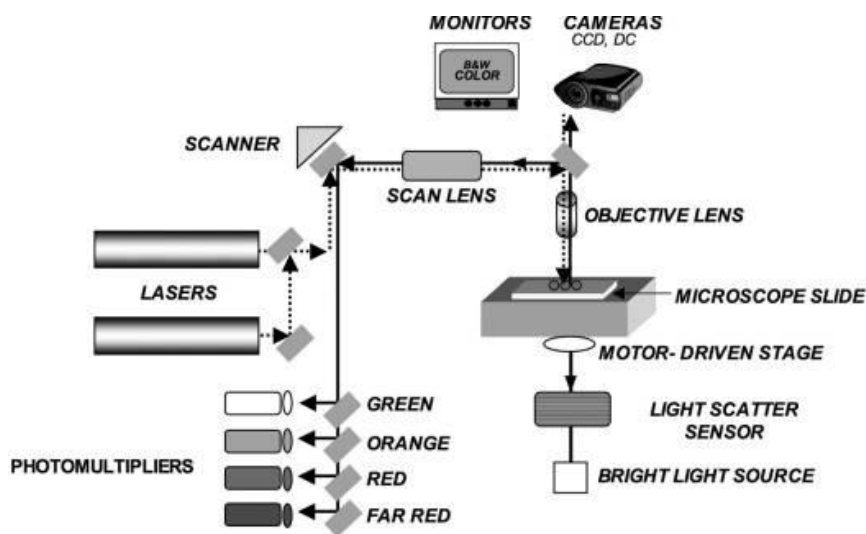 MONITORS
CAMERAS
CCD, DC
B&W
COLOR
SCANNER
SCAN LENS
OBJECTIVE LENS
LASERS
MICROSCOPE SLIDE
MOTOR- DRIVEN STAGE
GREEN
LIGHT SCATTER
SENSOR
ORANGE
PHOTOMULTIPLIERS
RED
BRIGHT LIGHT SOURCE
FAR RED